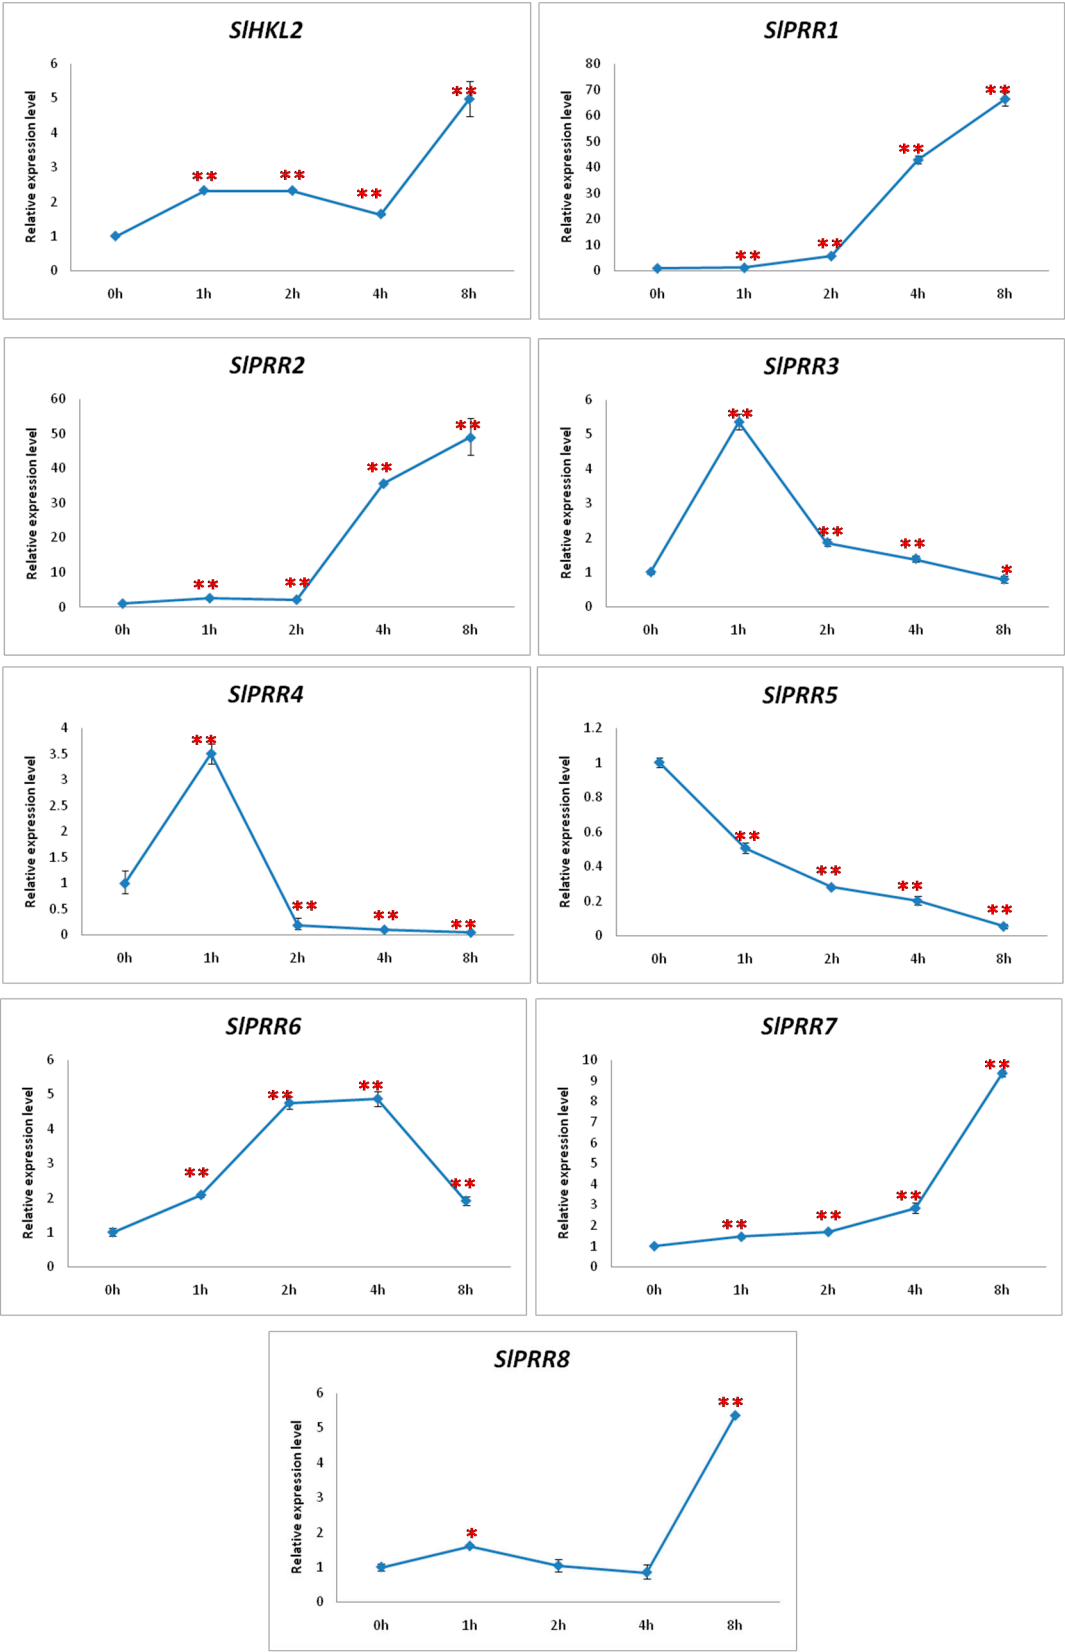 SlHKL2
Relative expression level
6
5
4
3
2
1
0
0h 1h 2h 4h 8h
** ** ** **
SlPRR1
Relative expression level
80
70
60
50
40
30
20
10
0
0h 1h 2h 4h 8h
** ** ** **
SlPRR2
Relative expression level
60
50
40
30
20
10
0
0h 1h 2h 4h 8h
** ** ** **
SlPRR3
Relative expression level
6
5
4
3
2
1
0
0h 1h 2h 4h 8h
** ** ** *
SlPRR4
Relative expression level
4
3.5
3
2.5
2
1.5
1
0.5
0
0h 1h 2h 4h 8h
** ** ** **
SlPRR5
Relative expression level
1.2
1
0.8
0.6
0.4
0.2
0
0h 1h 2h 4h 8h
** ** ** **
SlPRR6
Relative expression level
6
5
4
3
2
1
0
0h 1h 2h 4h 8h
** ** ** **
SlPRR7
Relative expression level
10
9
8
7
6
5
4
3
2
1
0
0h 1h 2h 4h 8h
** ** ** **
SlPRR8
Relative expression level
6
5
4
3
2
1
0
0h 1h 2h 4h 8h
* **